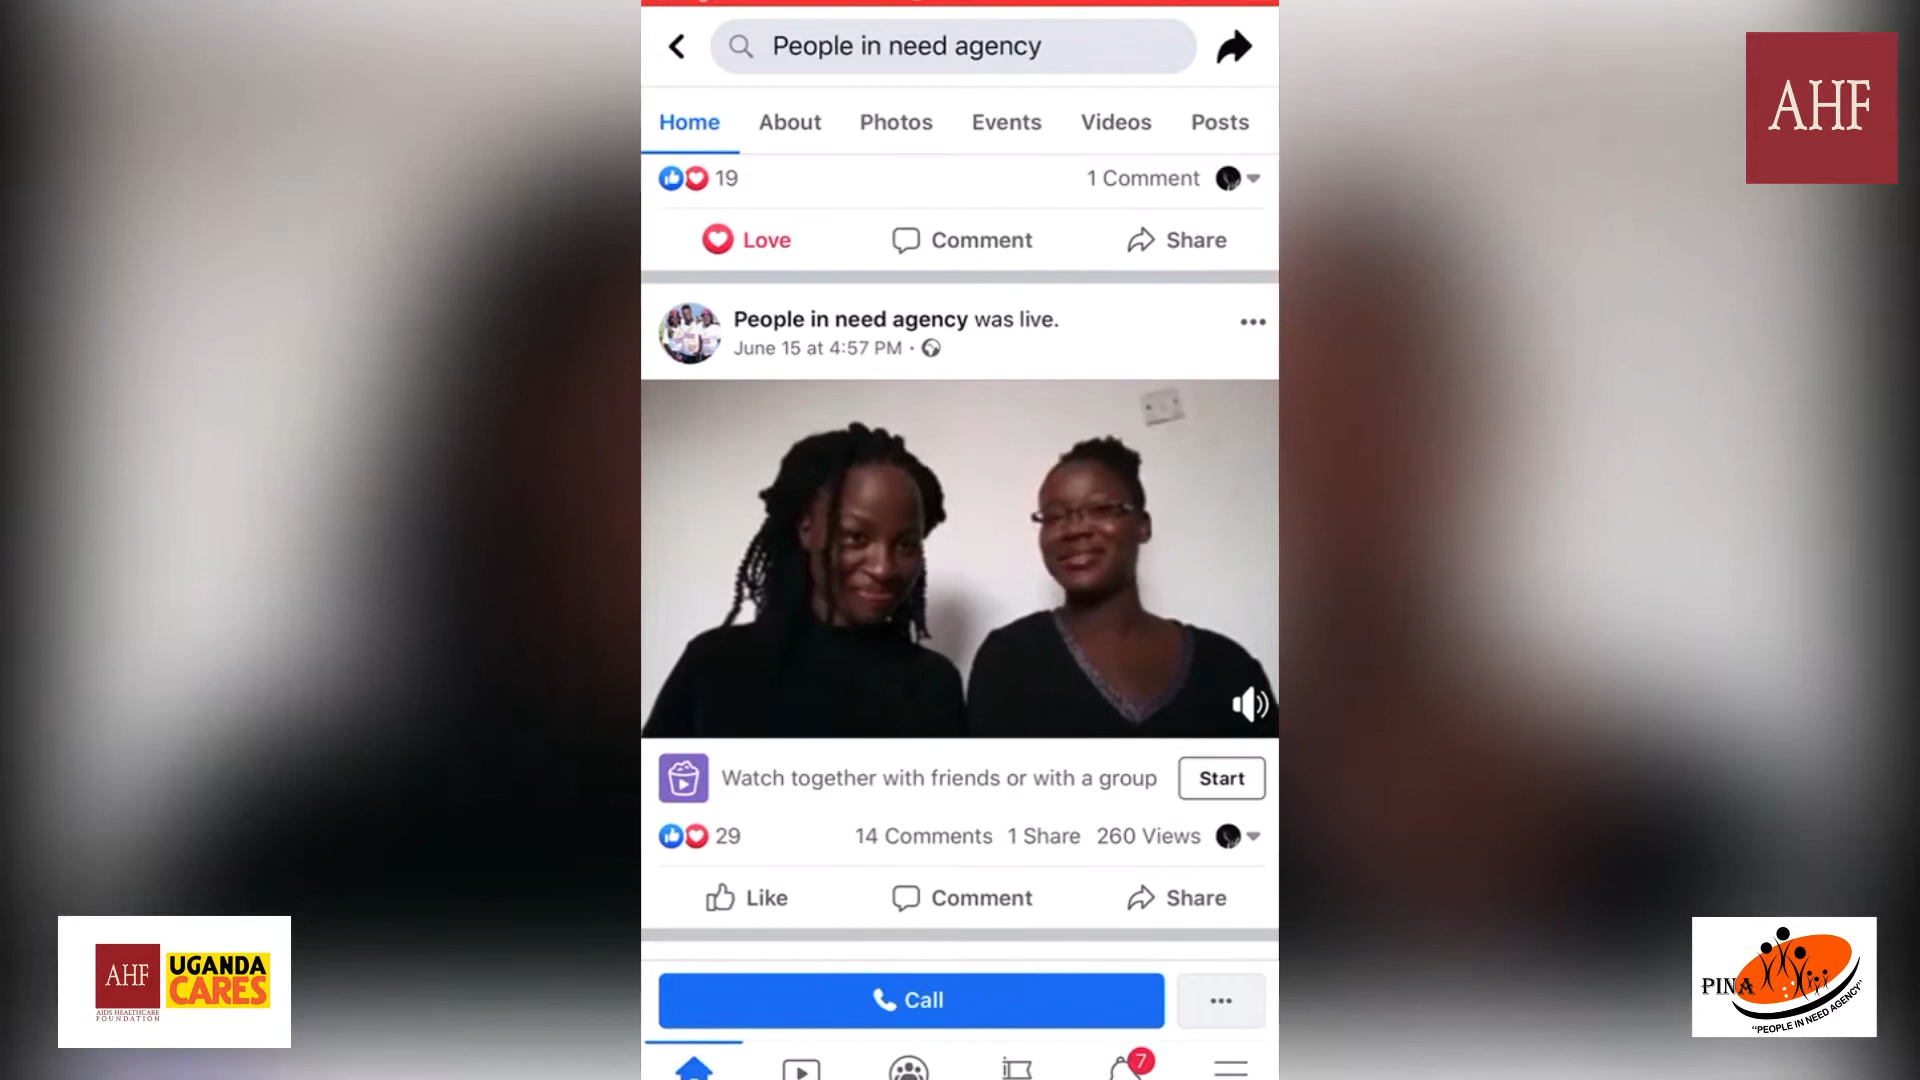 People in need agency
AHF
Home About Photos Events Videos Posts
19 1 Comment
Love Comment Share
People in need agency was live.
June 15 at 4:57 PM ·
Watch together with friends or with a group Start
29 14 Comments 1 Share 260 Views
Like Comment Share
AHF UGANDA CARES
AIDS HEALTHCARE
FOUNDATION
PINA
"PEOPLE IN NEED AGENCY"
Call
7